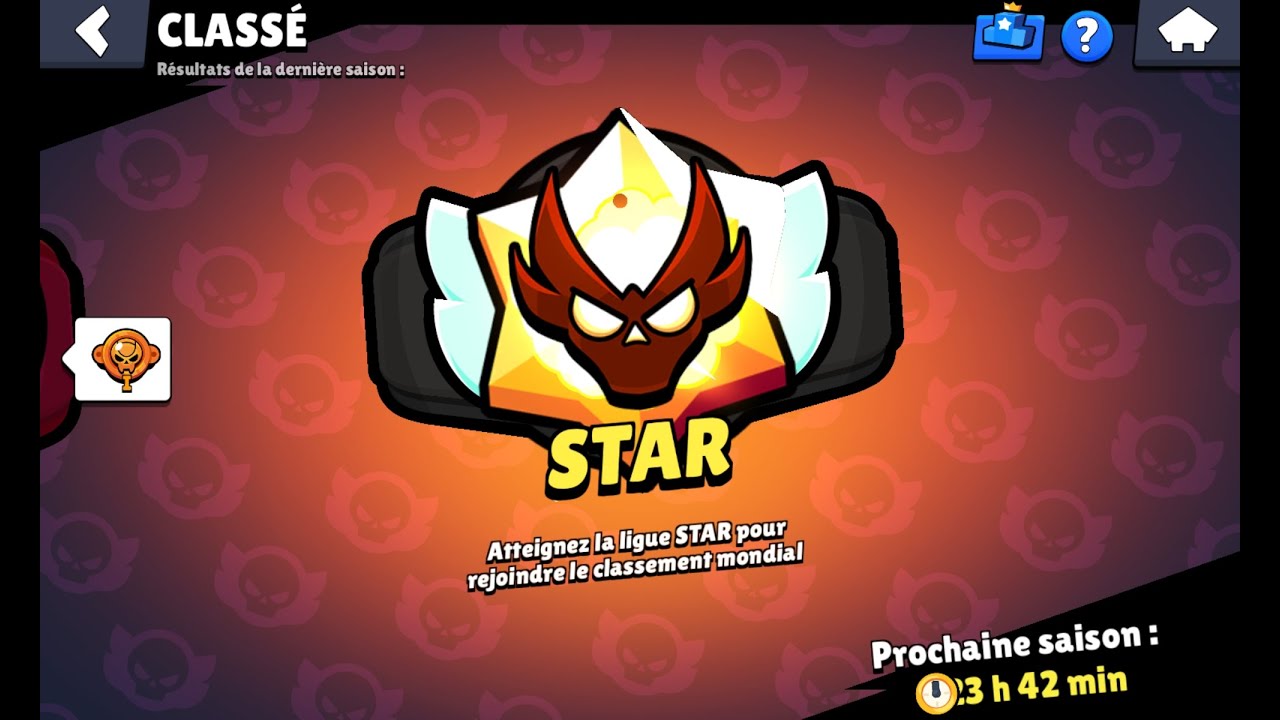 CLASSÉ
Résultats de la dernière saison :
?
STAR
Atteignez la ligue STAR pour
rejoindre le classement mondial
Prochaine saison :
23 h 42 min